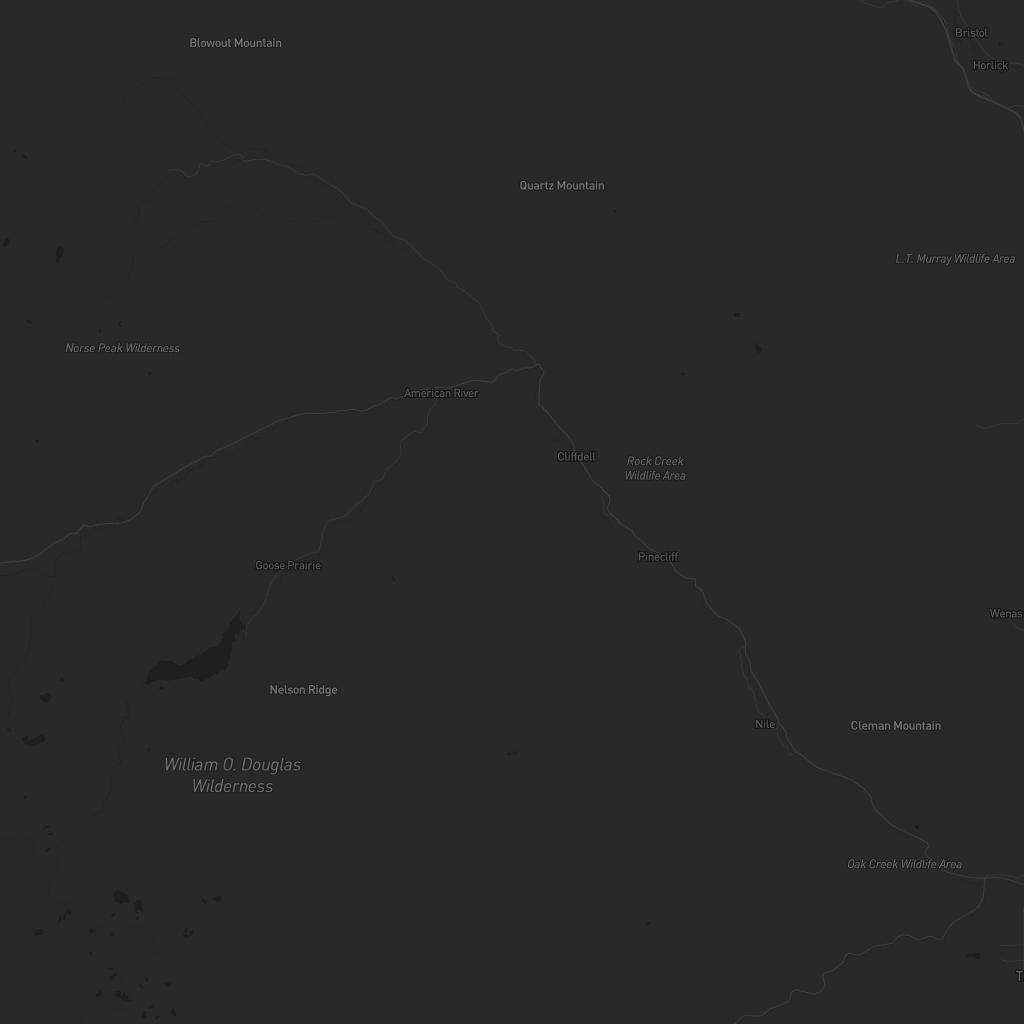 Bristol
Blowout Mountain
Horlick
Quartz Mountain
L.T. Murray Wildlife Area
Norse Peak Wilderness
American River
Cliffdell
Rock Creek
Wildlife Area
Pinecliff
Goose Prairie
Wenas
Nelson Ridge
Nile
Cleman Mountain
William O. Douglas
Wilderness
Oak Creek Wildlife Area